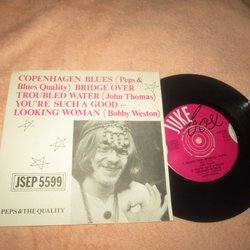 COPENHAGEN BLUES (Peps &
Blues Quality) BRIDGE OVER
TROUBLED WATER (John Thomas)
YOU'RE SUCH A GOOD-
LOOKING WOMAN (Bobby Weston)
JSEP 5599
PEPS & THE QUALITY
JUKE